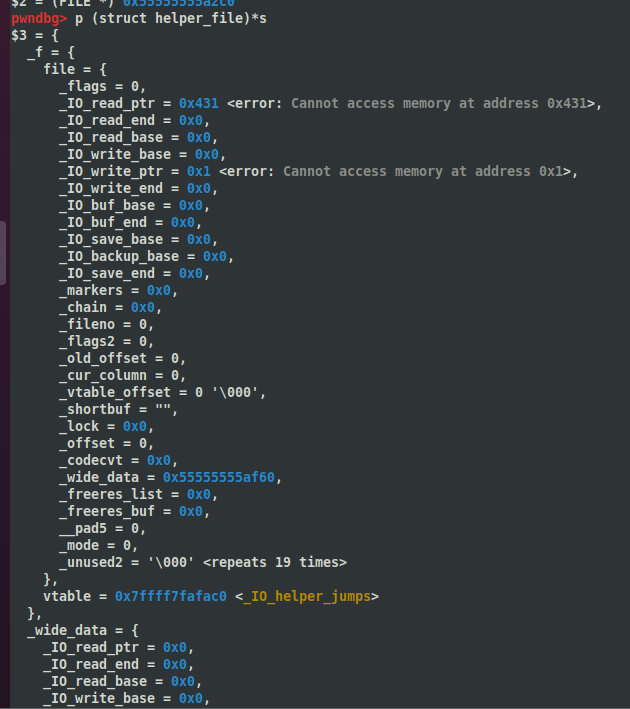 $2 = (FILE *) 0x55555555a2c0
pwndbg> p (struct helper_file)*s
$3 = {
  _f = {
    file = {
      _flags = 0,
      _IO_read_ptr = 0x431 <error: Cannot access memory at address 0x431>,
      _IO_read_end = 0x0,
      _IO_read_base = 0x0,
      _IO_write_base = 0x0,
      _IO_write_ptr = 0x1 <error: Cannot access memory at address 0x1>,
      _IO_write_end = 0x0,
      _IO_buf_base = 0x0,
      _IO_buf_end = 0x0,
      _IO_save_base = 0x0,
      _IO_backup_base = 0x0,
      _IO_save_end = 0x0,
      _markers = 0x0,
      _chain = 0x0,
      _fileno = 0,
      _flags2 = 0,
      _old_offset = 0,
      _cur_column = 0,
      _vtable_offset = 0 '\000',
      _shortbuf = "",
      _lock = 0x0,
      _offset = 0,
      _codecvt = 0x0,
      _wide_data = 0x55555555af60,
      _freeres_list = 0x0,
      _freeres_buf = 0x0,
      __pad5 = 0,
      _mode = 0,
      _unused2 = '\000' <repeats 19 times>
    },
    vtable = 0x7ffff7fafac0 <_IO_helper_jumps>
  },
  _wide_data = {
    _IO_read_ptr = 0x0,
    _IO_read_end = 0x0,
    _IO_read_base = 0x0,
    _IO_write_base = 0x0,